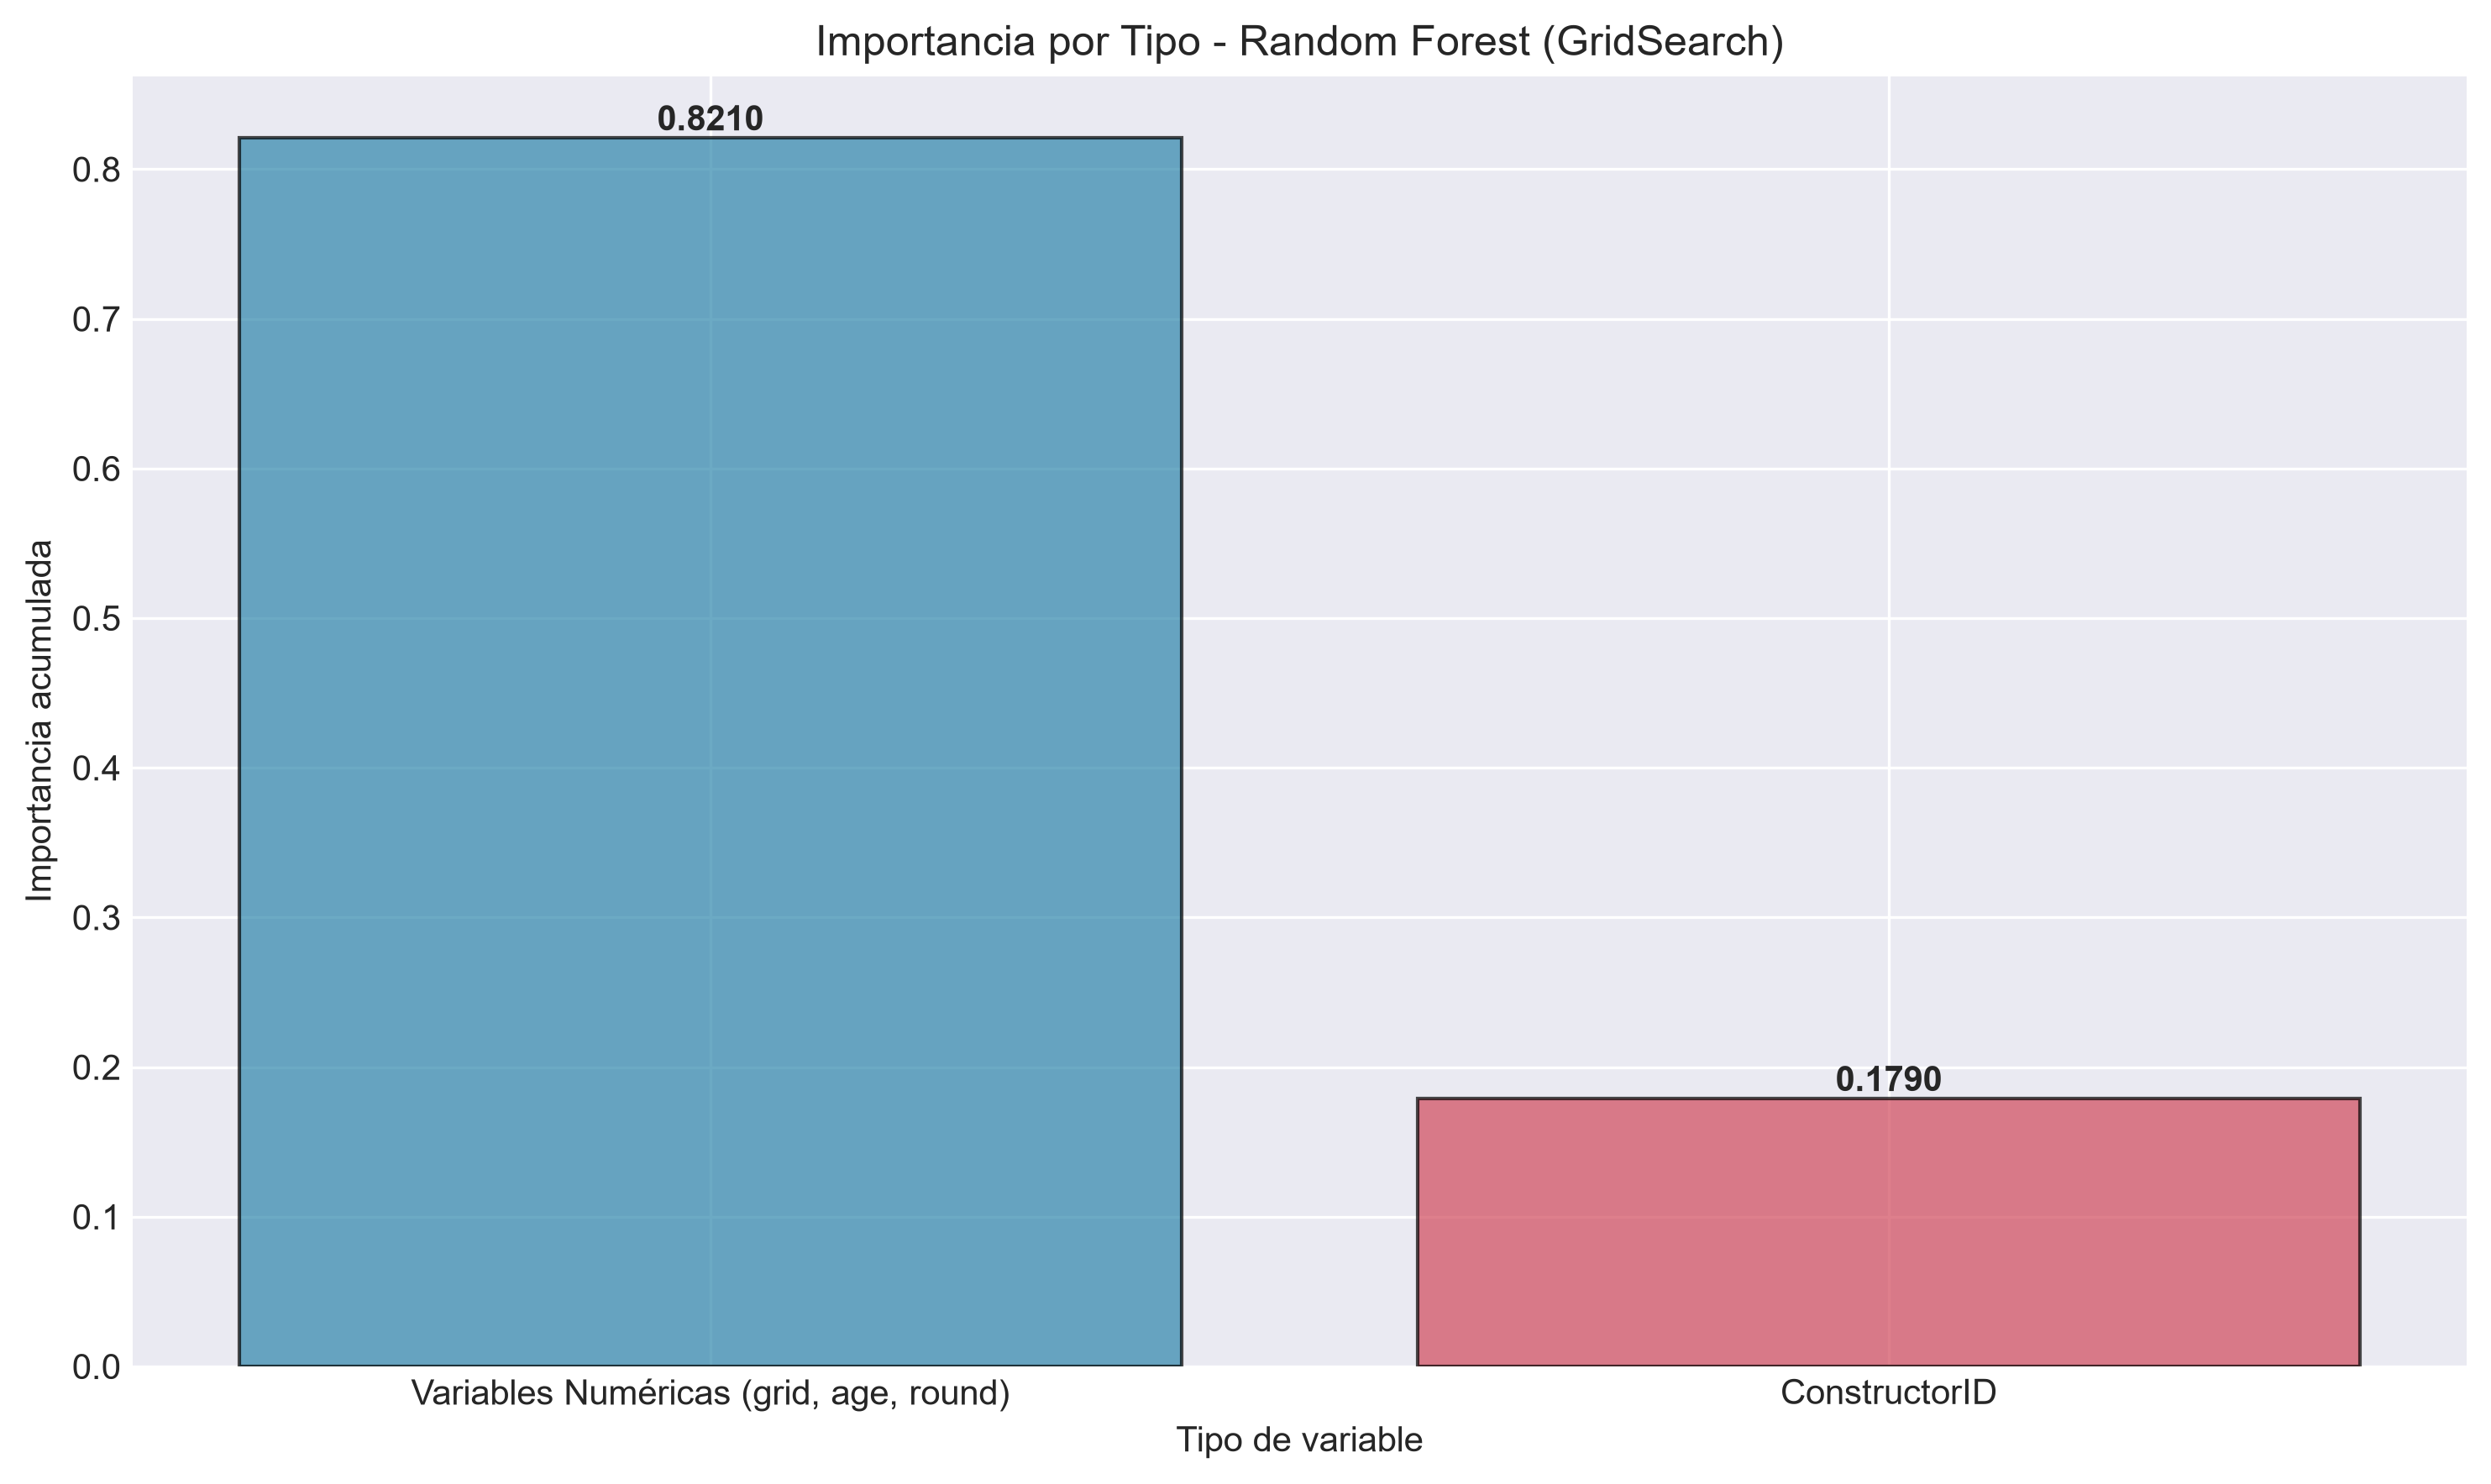 Importancia por Tipo - Random Forest (GridSearch)
0.8210
0.8
0.7
0.6
0.5
0.4
0.3
0.2
0.1
0.0
Importancia acumulada
0.1790
Variables Numéricas (grid, age, round)
ConstructorID
Tipo de variable